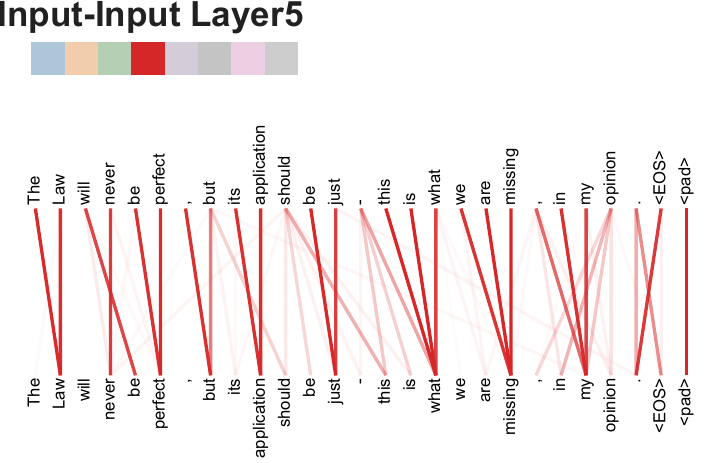 Input-Input Layer5
The Law will never be perfect , but its application should be just - this is what we are missing , in my opinion . <EOS> <pad>
The Law will never be perfect , but its application should be just - this is what we are missing , in my opinion . <EOS> <pad>